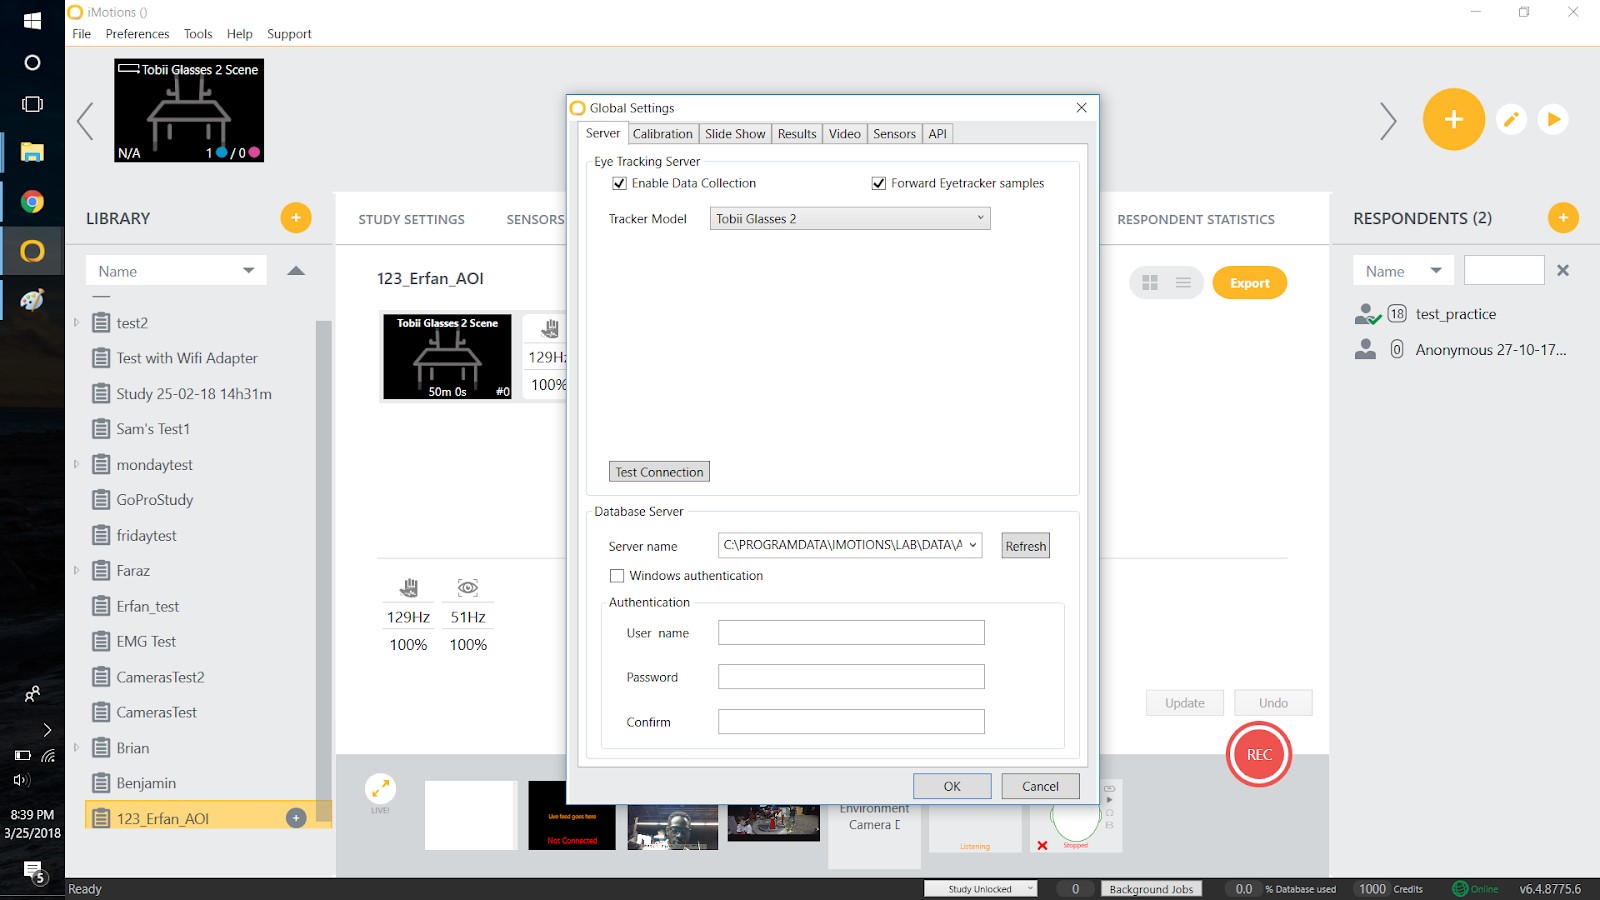 iMotions ()
File Preferences Tools Help Support
Tobii Glasses 2 Scene
N/A 1 / 0
Global Settings
Server Calibration Slide Show Results Video Sensors API
Eye Tracking Server
Enable Data Collection Forward Eyetracker samples
Tracker Model Tobii Glasses 2
Test Connection
Database Server
Server name C:\PROGRAMDATA\IMOTIONS\LAB\DATA\A Refresh
Windows authentication
Authentication
User name
Password
Confirm
OK Cancel
LIBRARY
Name
test2
Test with Wifi Adapter
Study 25-02-18 14h31m
Sam's Test1
mondaytest
GoProStudy
fridaytest
Faraz
Erfan_test
EMG Test
CamerasTest2
CamerasTest
Brian
Benjamin
123_Erfan_AOI
STUDY SETTINGS SENSORS RESPONDENT STATISTICS
123_Erfan_AOI
Export
Tobii Glasses 2 Scene
50m 0s #0
129Hz
100%
129Hz 51Hz
100% 100%
Update Undo
REC
LIVE!
Live feed goes here
Not Connected
Environment
Camera
Listening
Stopped
RESPONDENTS (2)
Name
18 test_practice
0 Anonymous 27-10-17...
8:39 PM
3/25/2018
5
Ready Study Unlocked 0 Background Jobs 0.0 % Database used 1000 Credits Online v6.4.8775.6